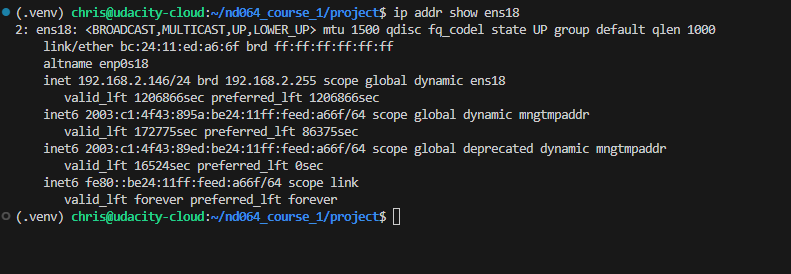 (.venv) chris@udacity-cloud:~/nd064_course_1/project$ ip addr show ens18
2: ens18: <BROADCAST,MULTICAST,UP,LOWER_UP> mtu 1500 qdisc fq_codel state UP group default qlen 1000
    link/ether bc:24:11:ed:a6:6f brd ff:ff:ff:ff:ff:ff
    altname enp0s18
    inet 192.168.2.146/24 brd 192.168.2.255 scope global dynamic ens18
       valid_lft 1206866sec preferred_lft 1206866sec
    inet6 2003:c1:4f43:895a:be24:11ff:feed:a66f/64 scope global dynamic mngtmpaddr
       valid_lft 172775sec preferred_lft 86375sec
    inet6 2003:c1:4f43:89ed:be24:11ff:feed:a66f/64 scope global deprecated dynamic mngtmpaddr
       valid_lft 16524sec preferred_lft 0sec
    inet6 fe80::be24:11ff:feed:a66f/64 scope link
       valid_lft forever preferred_lft forever
(.venv) chris@udacity-cloud:~/nd064_course_1/project$